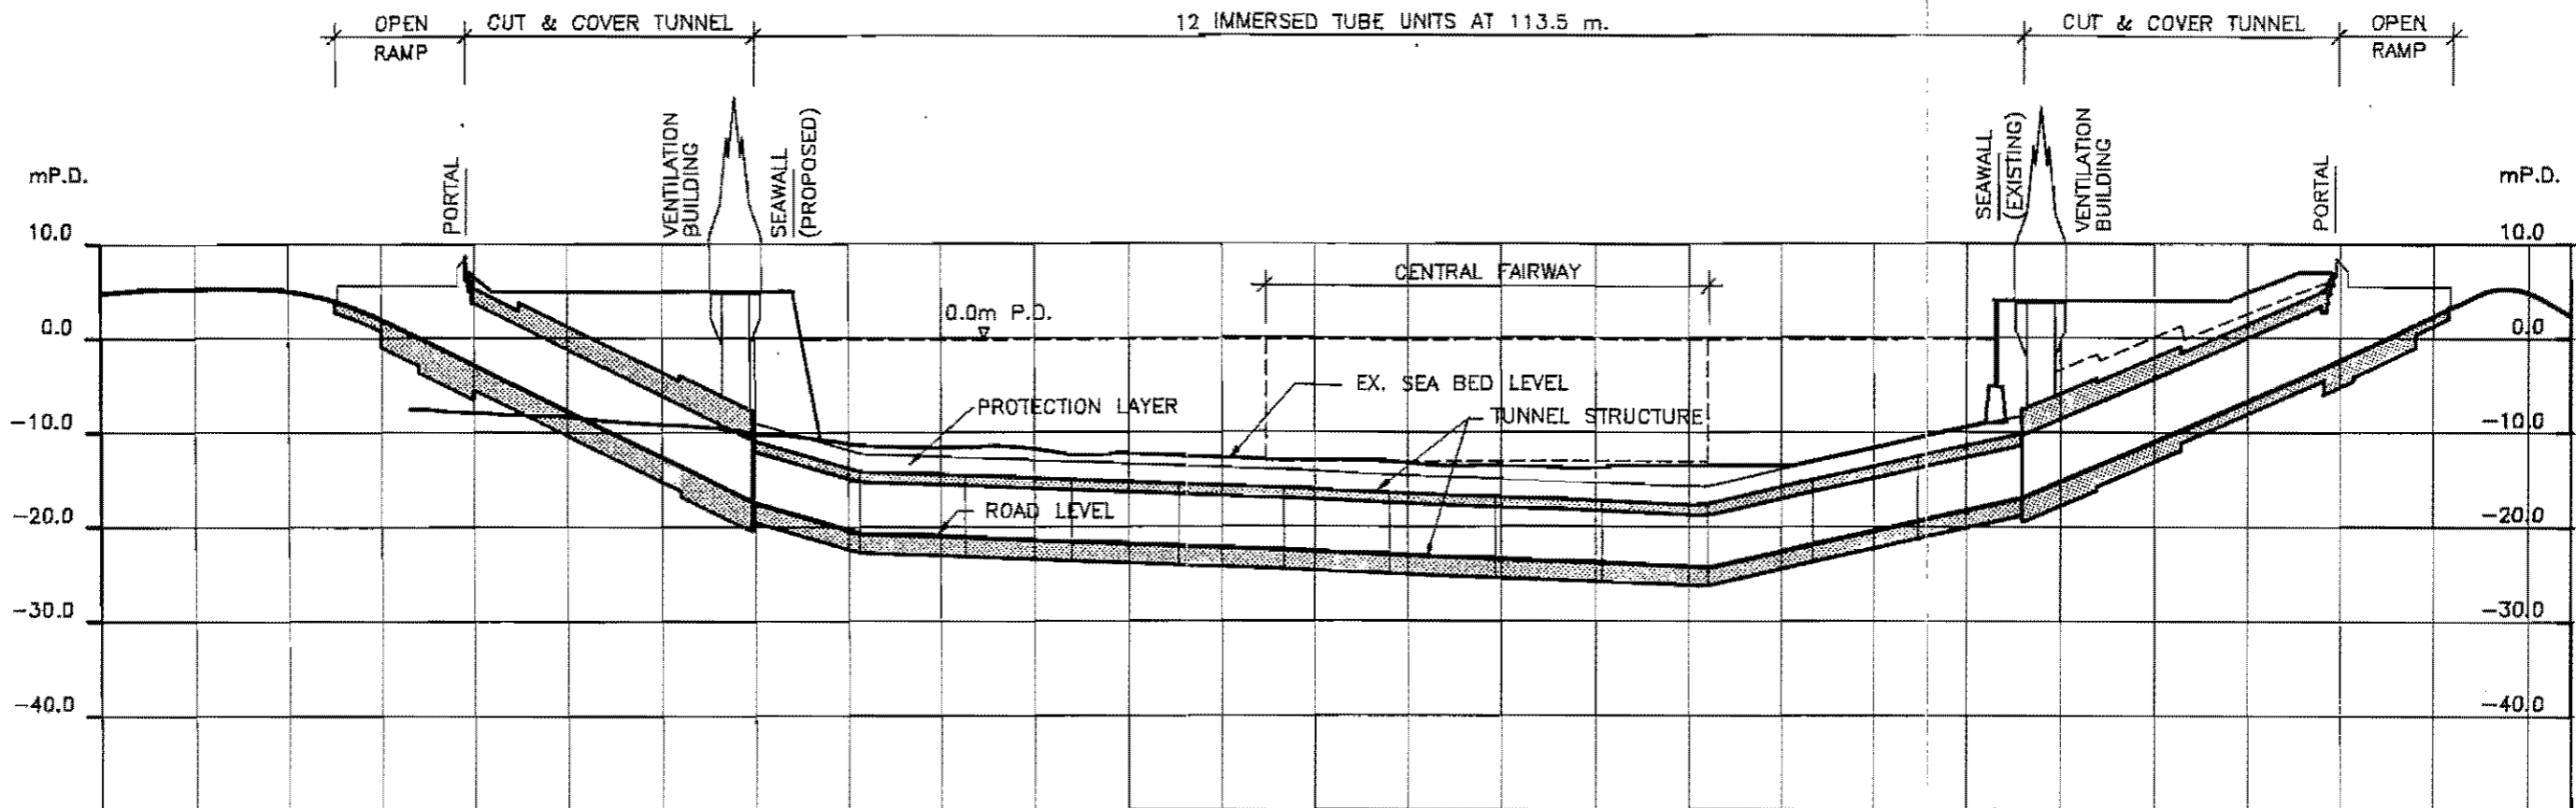 OPEN
RAMP
CUT & COVER TUNNEL
12 IMMERSED TUBE UNITS AT 113.5 m.
CUT & COVER TUNNEL
OPEN
RAMP
PORTAL
VENTILATION
BUILDING
SEAWALL
(PROPOSED)
SEAWALL
(EXISTING)
VENTILATION
BUILDING
PORTAL
mP.D.
mP.D.
10.0
10.0
CENTRAL FAIRWAY
0.0m P.D.
0.0
0.0
EX. SEA BED LEVEL
PROTECTION LAYER
TUNNEL STRUCTURE
-10.0
-10.0
ROAD LEVEL
-20.0
-20.0
-30.0
-30.0
-40.0
-40.0